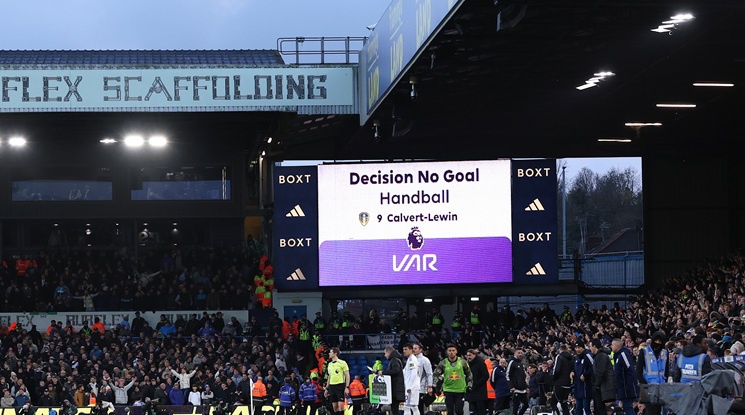 FLEX SCAFFOLDING
BOXT
BOXT
Decision No Goal
Handball
9 Calvert-Lewin
VAR
BOXT
BOXT